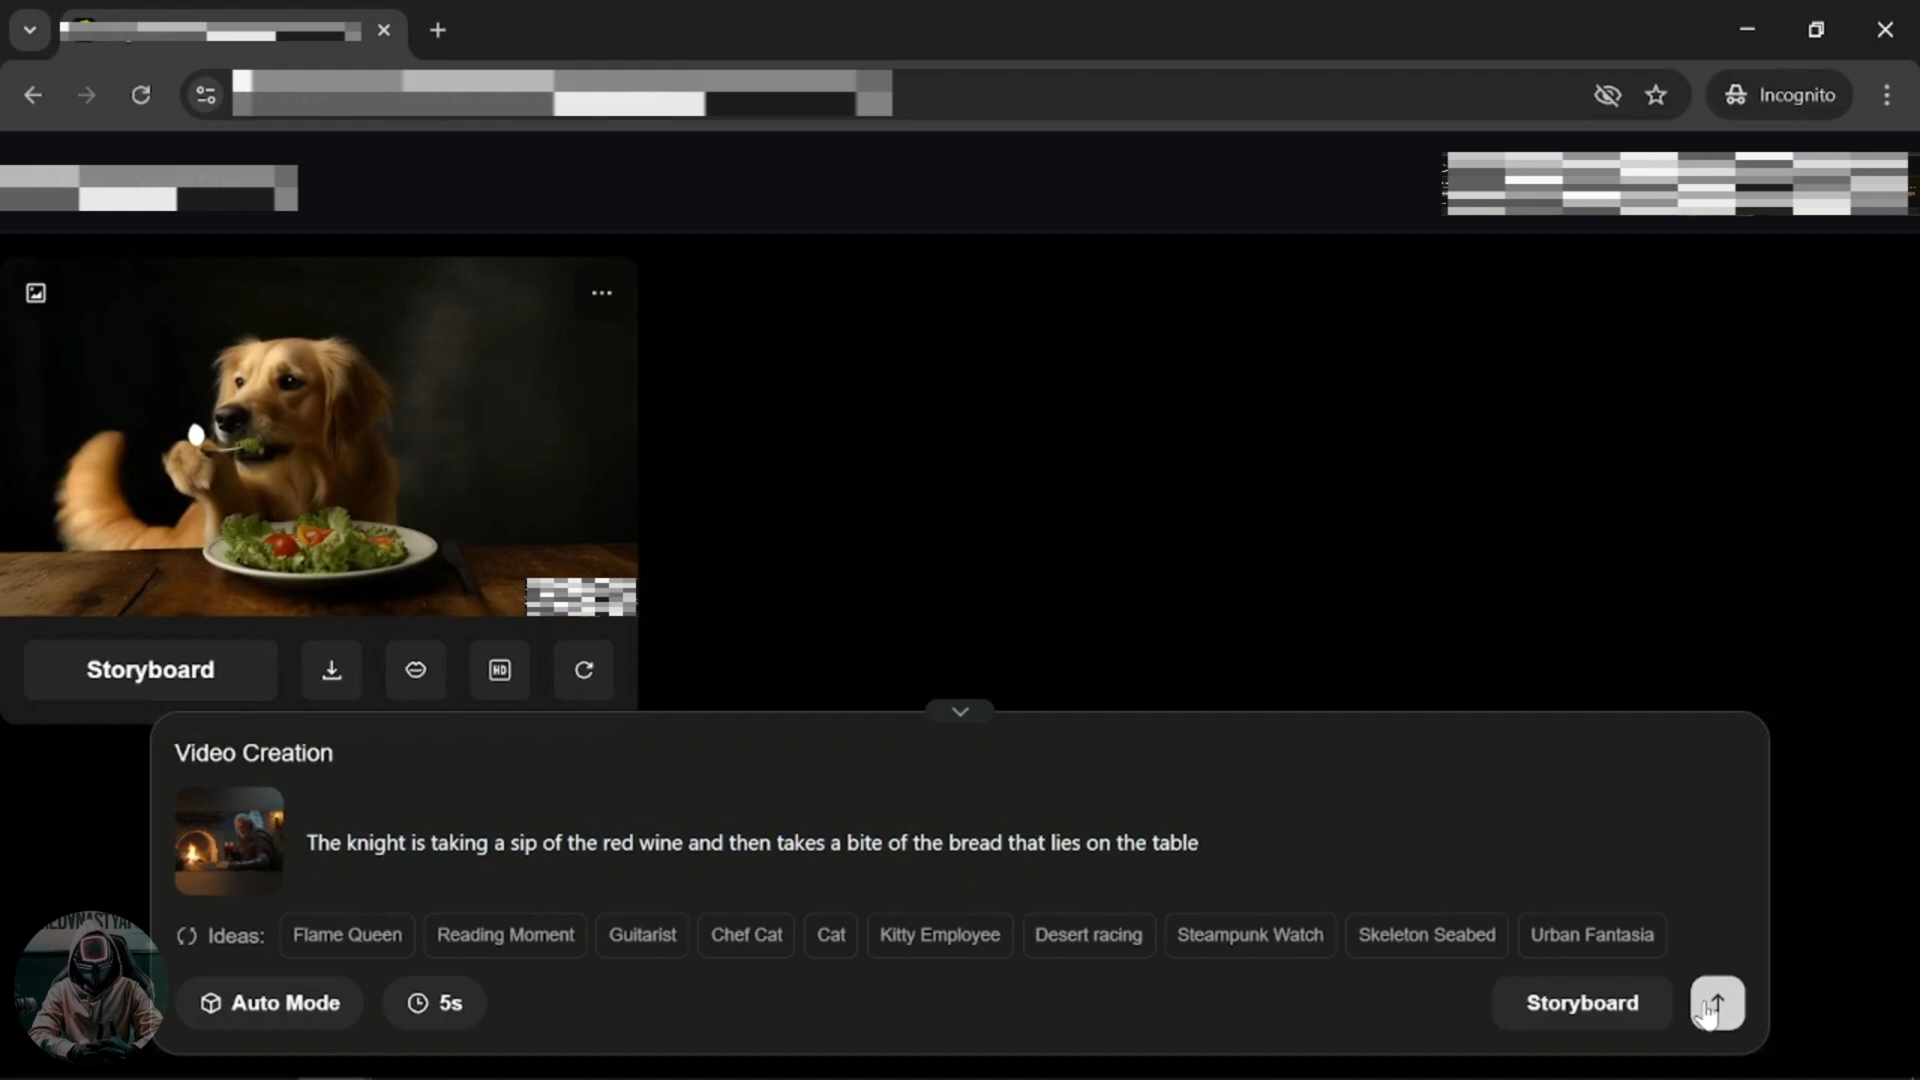 Incognito
Storyboard
HD
Video Creation
The knight is taking a sip of the red wine and then takes a bite of the bread that lies on the table
Ideas: Flame Queen Reading Moment Guitarist Chef Cat Cat Kitty Employee Desert racing Steampunk Watch Skeleton Seabed Urban Fantasia
Auto Mode 5s Storyboard